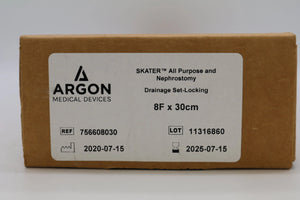 SKATER™ All Purpose and
Nephrostomy
Drainage Set-Locking
8F x 30cm
ARGON
MEDICAL DEVICES
REF 756608030
LOT 11316860
2020-07-15
2025-07-15